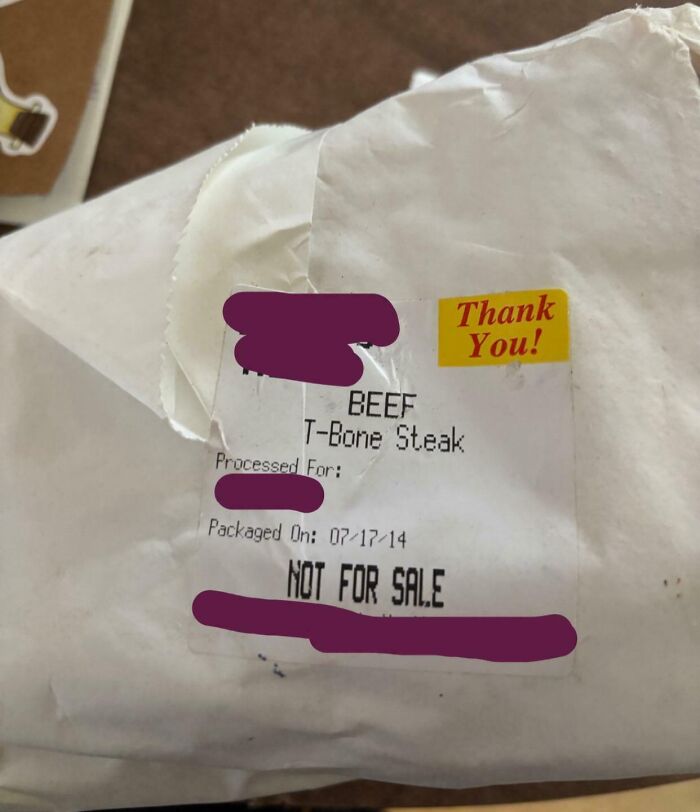 Thank
You!
BEEF
T-Bone Steak
Processed For:
Packaged On: 07/17/14
NOT FOR SALE